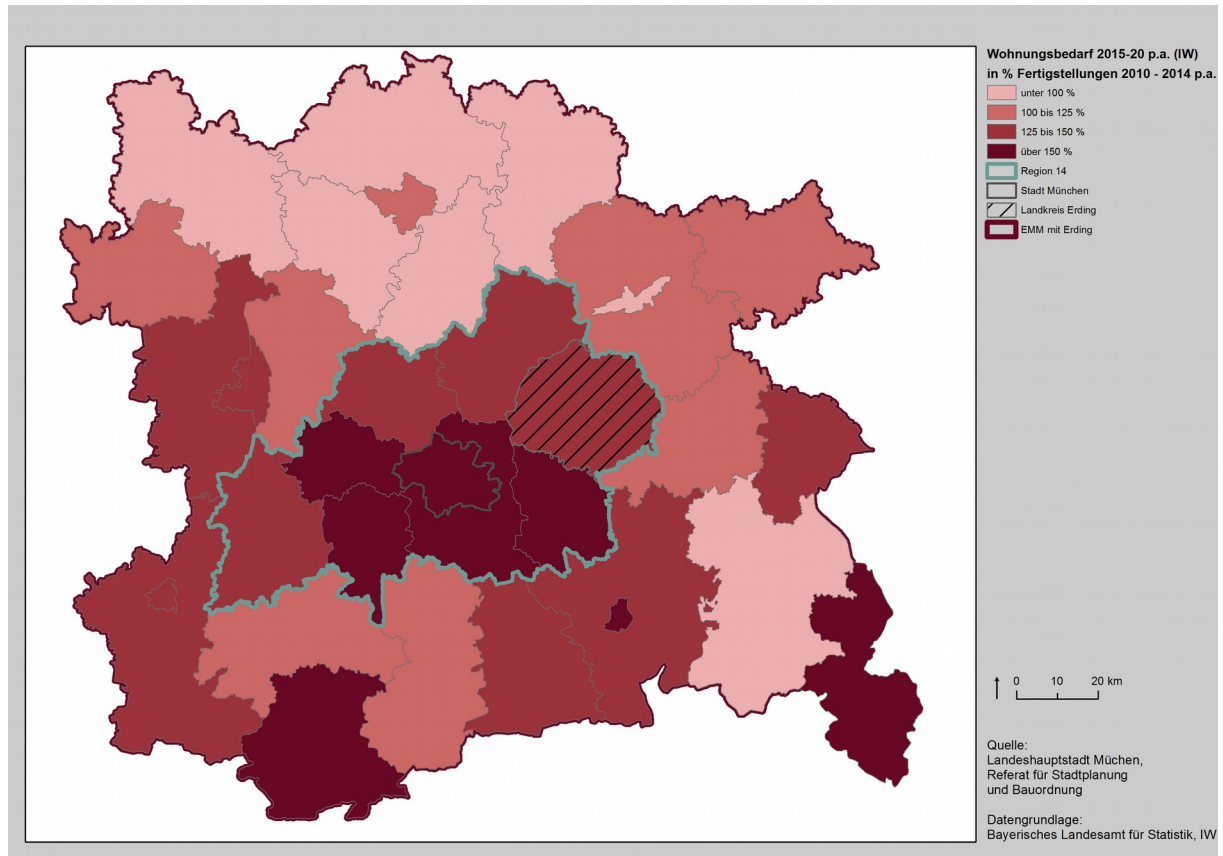 Wohnungsbedarf 2015-20 p.a. (IW)
in % Fertigstellungen 2010 - 2014 p.a.
unter 100 %
100 bis 125 %
125 bis 150 %
über 150 %
Region 14
Stadt München
Landkreis Erding
EMM mit Erding
0 10 20 km
Quelle:
Landeshauptstadt Müchen,
Referat für Stadtplanung
und Bauordnung
Datengrundlage:
Bayerisches Landesamt für Statistik, IW